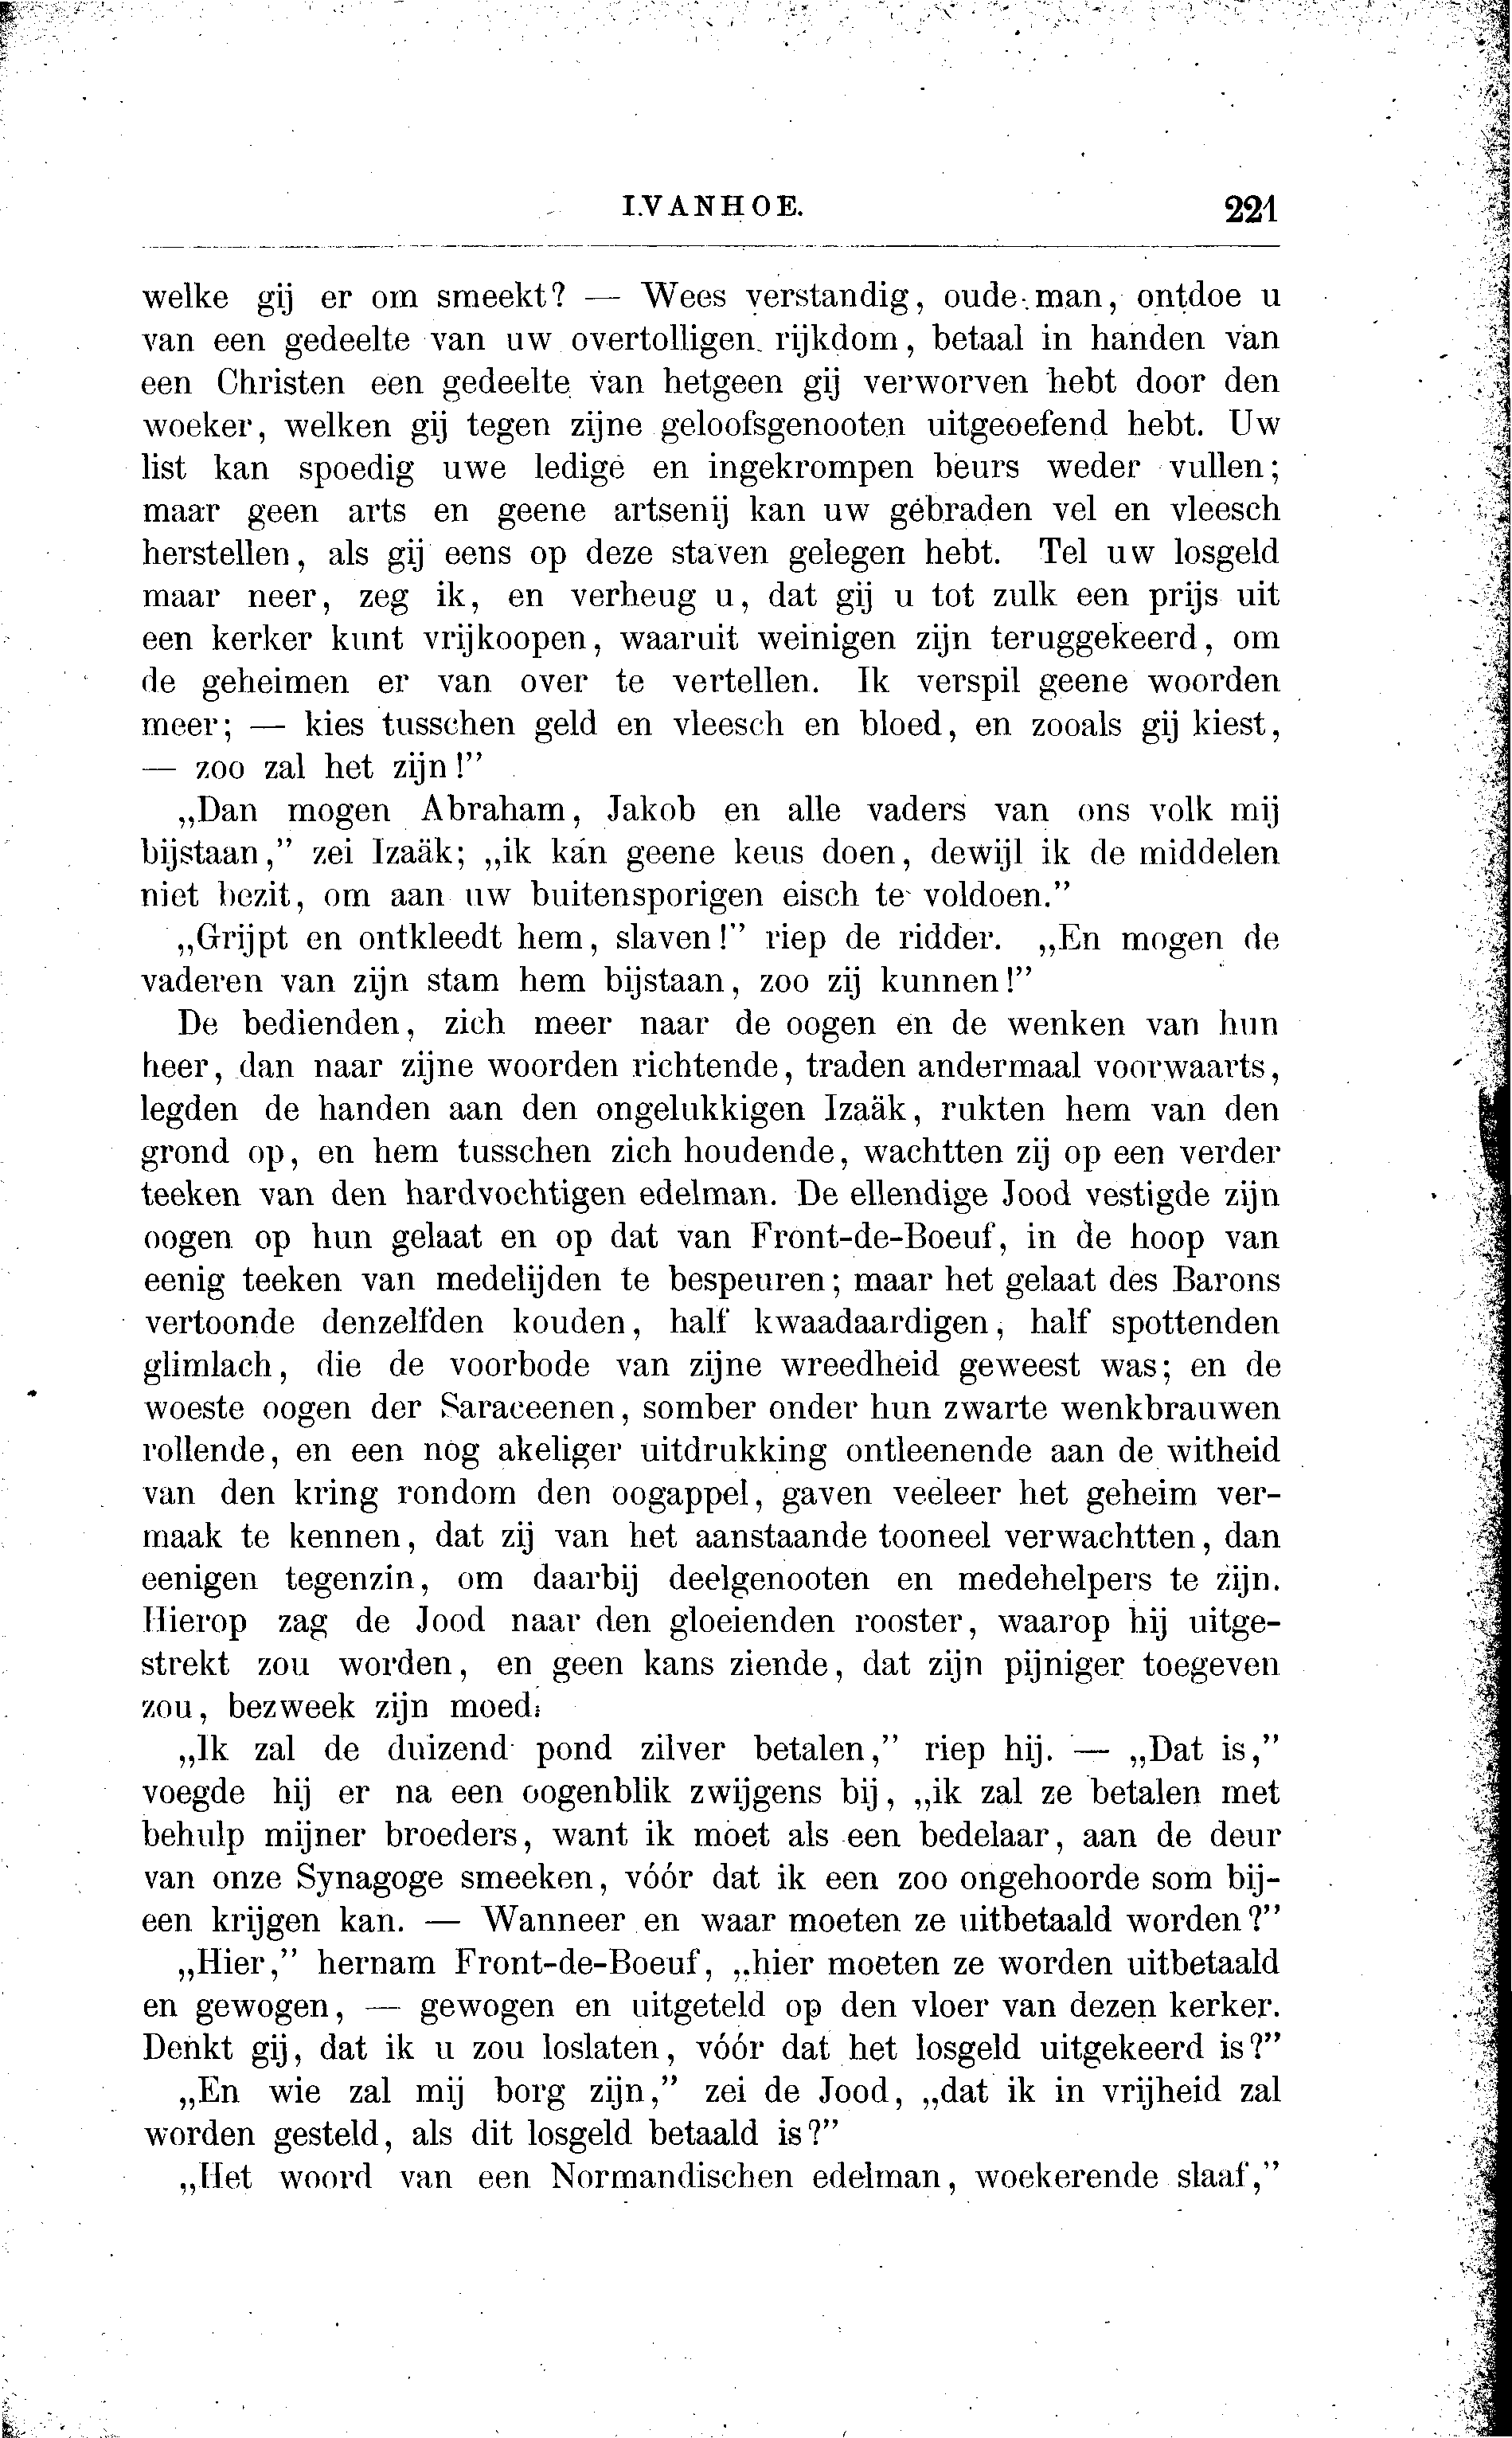 IVANHOE. 221
welke gij er om smeekt? — Wees verstandig, oude man, ontdoe u
van een gedeelte van uw overtolligen rijkdom, betaal in handen van
een Christen een gedeelte van hetgeen gij verworven hebt door den
woeker, welken gij tegen zijne geloofsgenooten uitgeoefend hebt. Uw
list kan spoedig uwe ledige en ingekrompen beurs weder vullen;
maar geen arts en geene artsenij kan uw gebraden vel en vleesch
herstellen, als gij eens op deze staven gelegen hebt. Tel uw losgeld
maar neer, zeg ik, en verheug u, dat gij u tot zulk een prijs uit
een kerker kunt vrijkoopen, waaruit weinigen zijn teruggekeerd, om
de geheimen er van over te vertellen. Ik verspil geene woorden
meer; — kies tusschen geld en vleesch en bloed, en zooals gij kiest,
— zoo zal het zijn!”
„Dan mogen Abraham, Jakob en alle vaders van ons volk mij
bijstaan,” zei Izaäk; „ik kan geene keus doen, dewijl ik de middelen
niet bezit, om aan uw buitensporigen eisch te voldoen.”
„Grijpt en ontkleedt hem, slaven!” riep de ridder. „En mogen de
vaderen van zijn stam hem bijstaan, zoo zij kunnen!”
De bedienden, zich meer naar de oogen en de wenken van hun
heer, dan naar zijne woorden richtende, traden andermaal voorwaarts,
legden de handen aan den ongelukkigen Izaäk, rukten hem van den
grond op, en hem tusschen zich houdende, wachtten zij op een verder
teeken van den hardvochtigen edelman. De ellendige Jood vestigde zijn
oogen op hun gelaat en op dat van Front-de-Boeuf, in de hoop van
eenig teeken van medelijden te bespeuren; maar het gelaat des Barons
vertoonde denzelfden kouden, half kwaadaardigen, half spottenden
glimlach, die de voorbode van zijne wreedheid geweest was; en de
woeste oogen der Saraceenen, somber onder hun zwarte wenkbrauwen
rollende, en een nog akeliger uitdrukking ontleenende aan de witheid
van den kring rondom den oogappel, gaven veeleer het geheim ver-
maak te kennen, dat zij van het aanstaande tooneel verwachtten, dan
eenigen tegenzin, om daarbij deelgenooten en medehelpers te zijn.
Hierop zag de Jood naar den gloeienden rooster, waarop hij uitge-
strekt zou worden, en geen kans ziende, dat zijn pijniger toegeven
zou, bezweek zijn moed:
„Ik zal de duizend pond zilver betalen,” riep hij. — „Dat is,”
voegde hij er na een oogenblik zwijgens bij, „ik zal ze betalen met
behulp mijner broeders, want ik moet als een bedelaar, aan de deur
van onze Synagoge smeeken, vóór dat ik een zoo ongehoorde som bij-
een krijgen kan. — Wanneer en waar moeten ze uitbetaald worden?”
„Hier,” hernam Front-de-Boeuf, „hier moeten ze worden uitbetaald
en gewogen, — gewogen en uitgeteld op den vloer van dezen kerker.
Denkt gij, dat ik u zou loslaten, vóór dat het losgeld uitgekeerd is?”
„En wie zal mij borg zijn,” zei de Jood, „dat ik in vrijheid zal
worden gesteld, als dit losgeld betaald is?”
„Het woord van een Normandischen edelman, woekerende slaaf,”